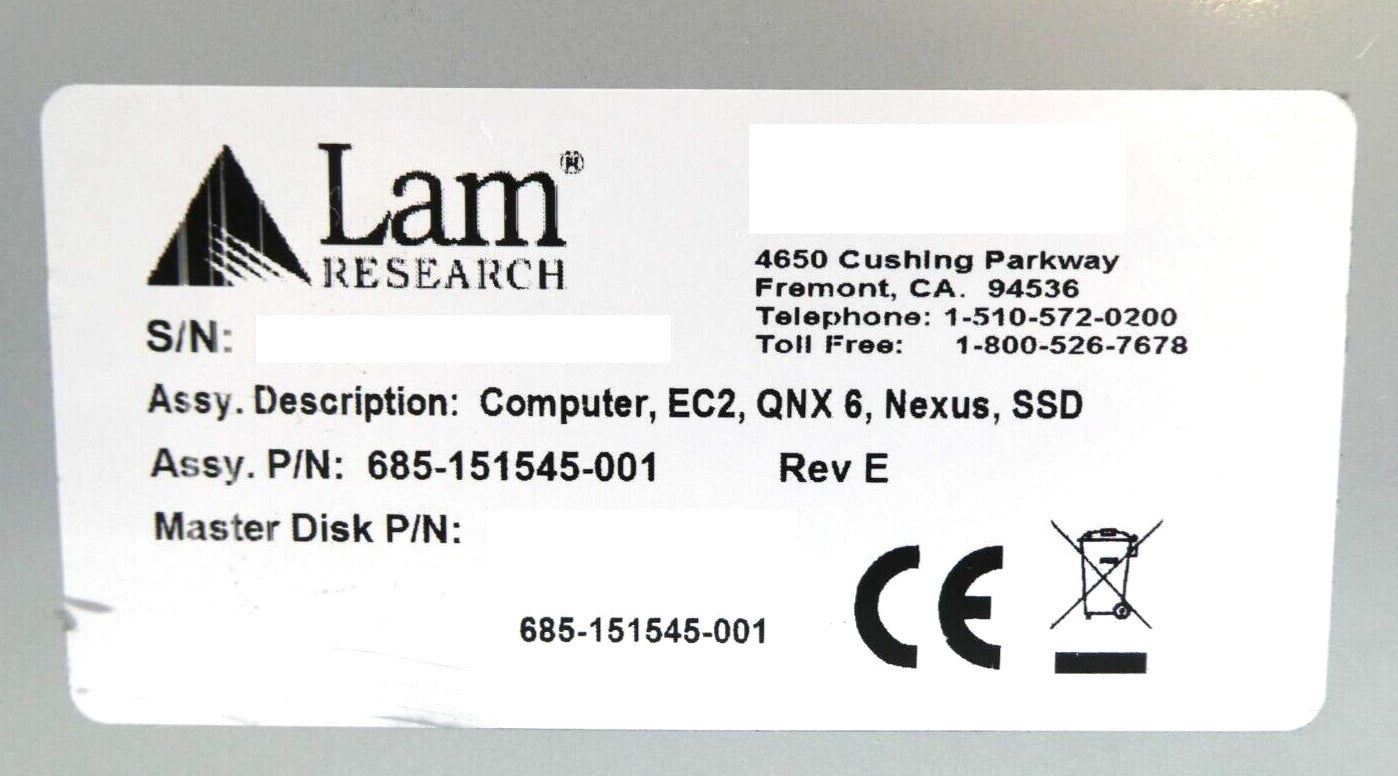 Lam®
RESEARCH
4650 Cushing Parkway
Fremont, CA. 94536
Telephone: 1-510-572-0200
Toll Free: 1-800-526-7678
S/N:
Assy. Description: Computer, EC2, QNX 6, Nexus, SSD
Assy. P/N: 685-151545-001 Rev E
Master Disk P/N:
685-151545-001
CE